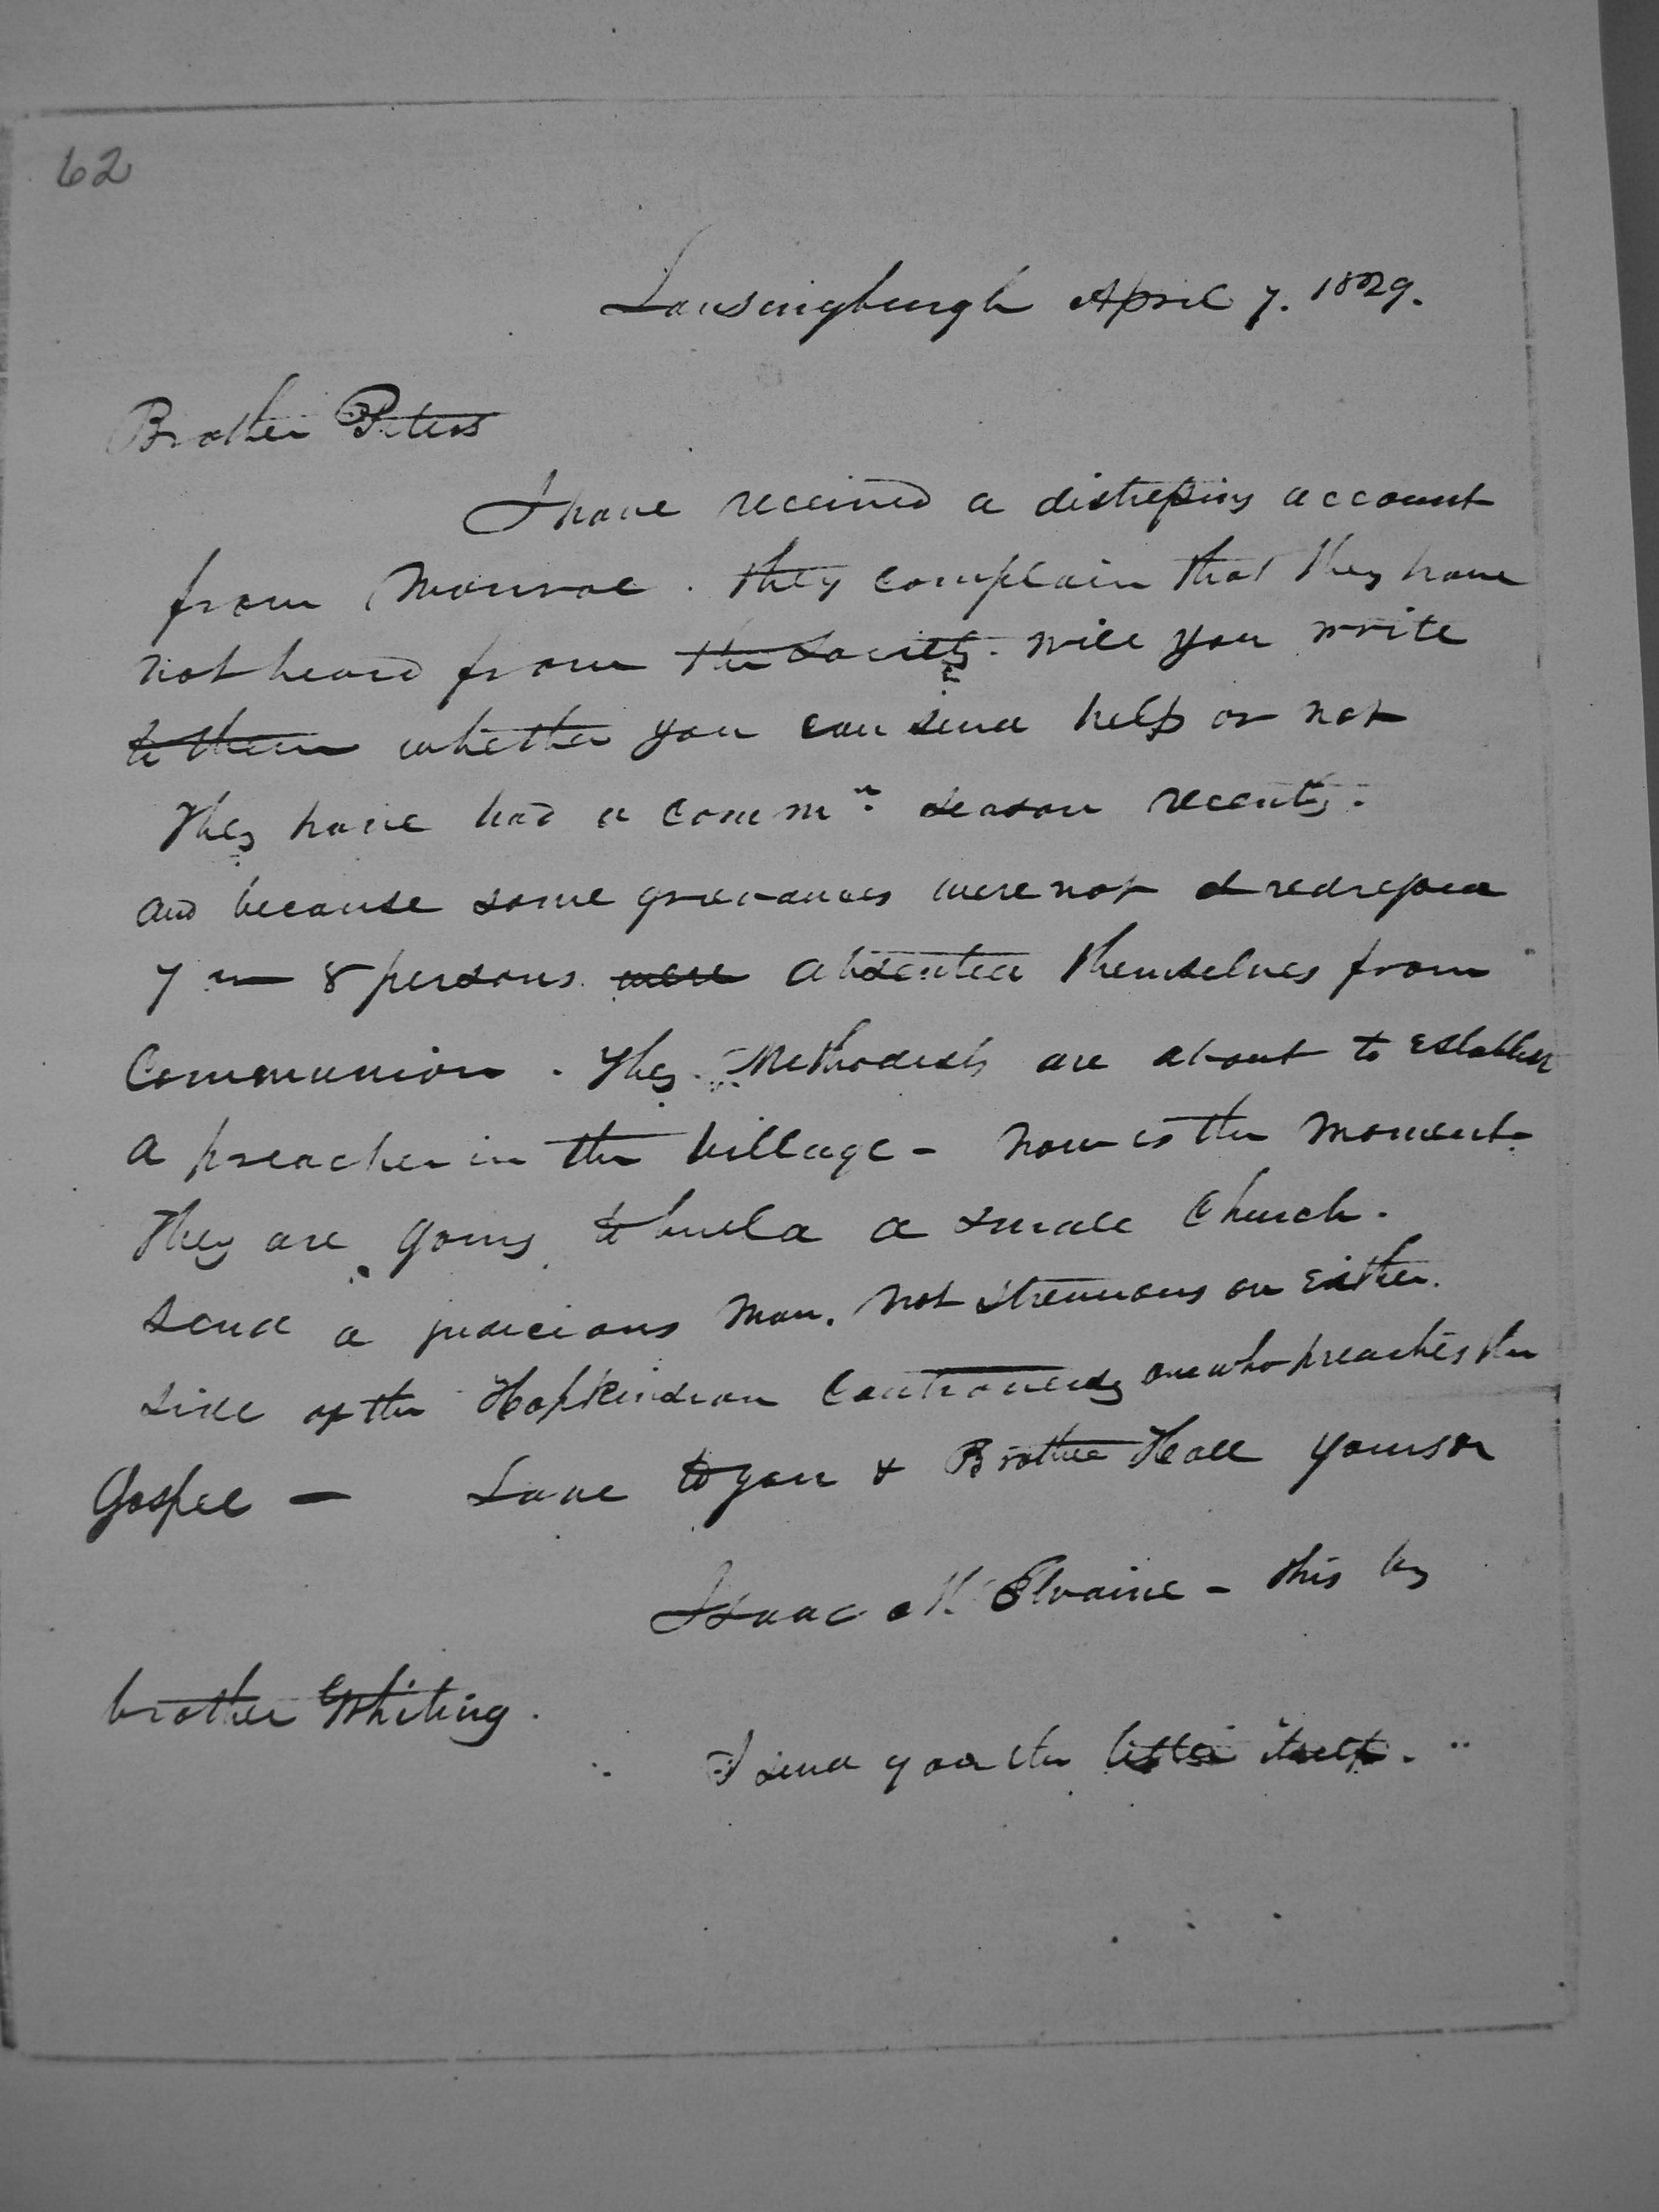 62
Lansingburgh April 7. 1829.
Brother Peters
I have received a distressing account
from Monroe. they complain that they have
not heard from the Society. will you write
to them whether you can send help or not
They have had a commn. season recently.
and because some grievances were not redressed
7 or 8 persons were absented themselves from
Communion. The Methodists are about to establish
a preacher in the village - now is the moment.
They are going to build a small Church.
send a judicious man. not strenuous on Either.
side of the Hopkinsian Controversy one who preaches the
Gospel — Love to you & Brother Hall yours &
Isaac McElvaine - this by
brother Whiting.
I send you the letter itself.